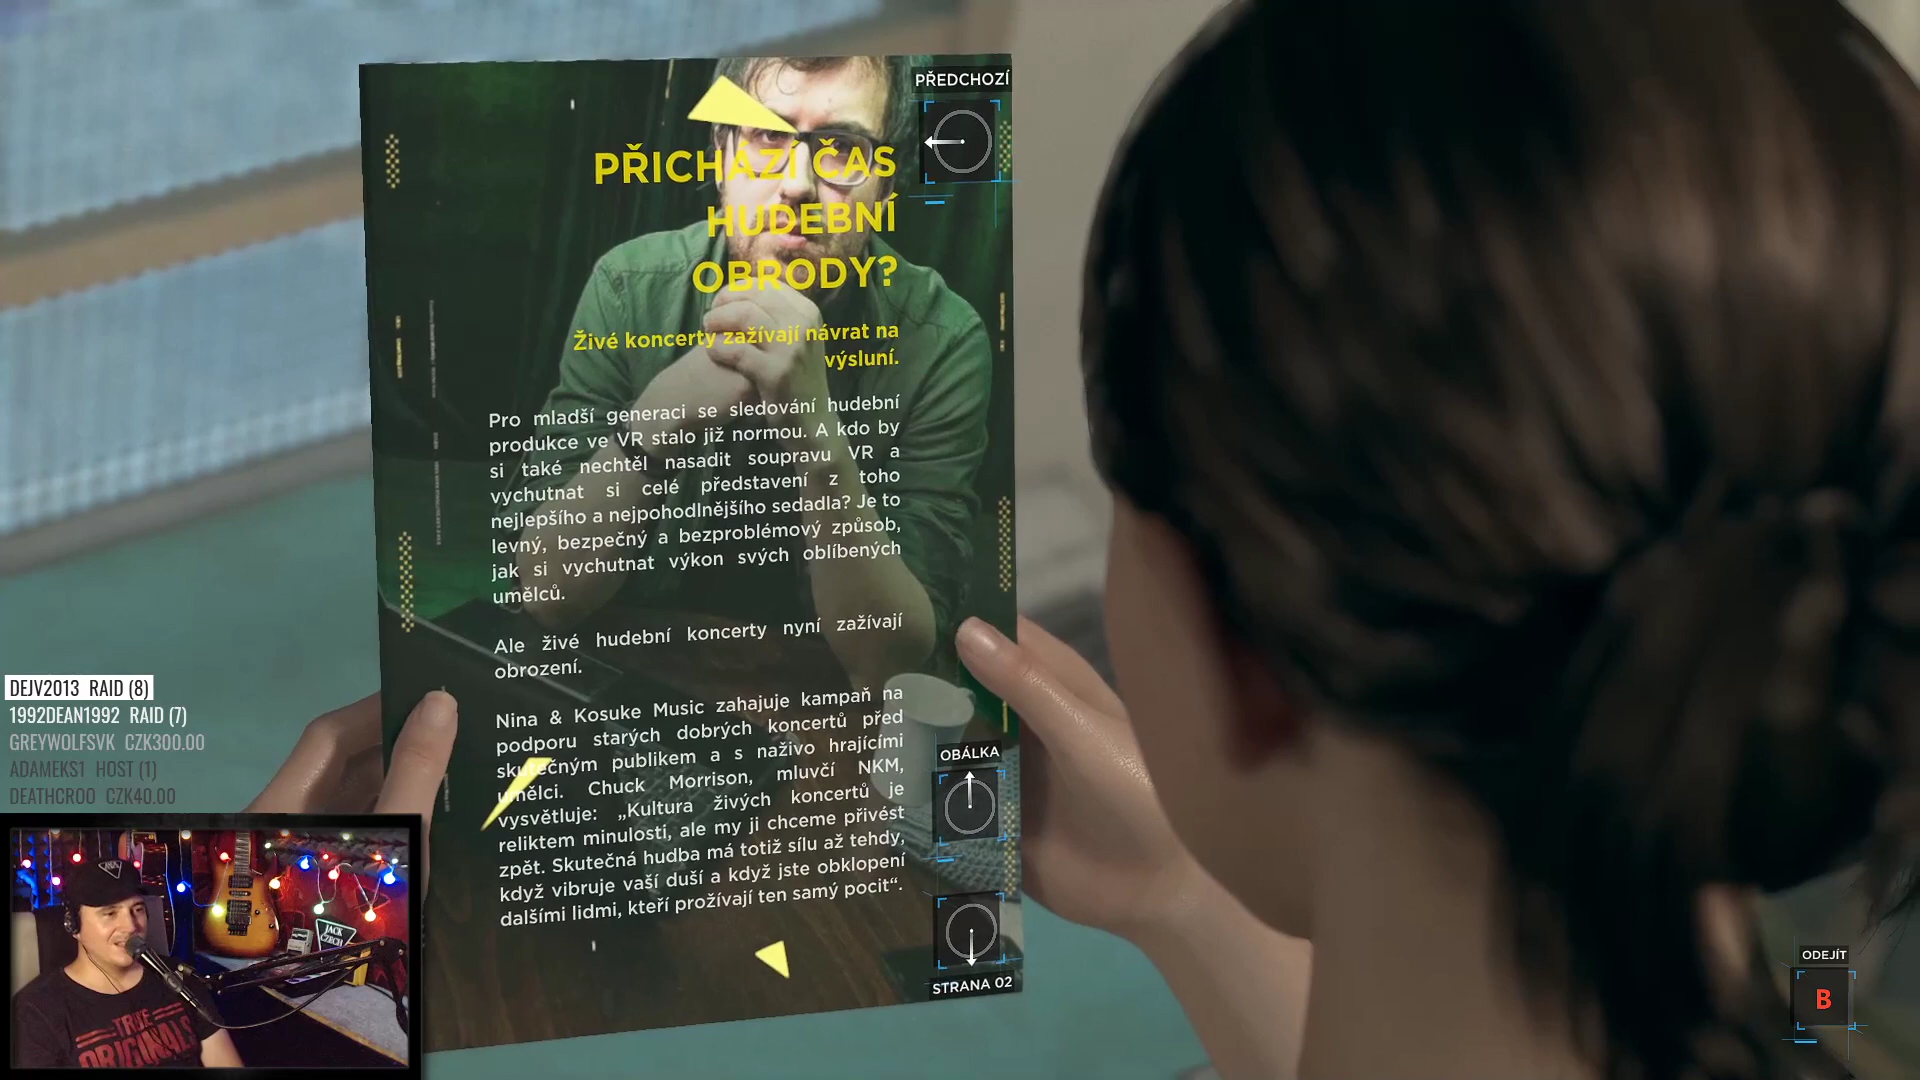 PŘEDCHOZÍ
PŘICHÁZÍ ČAS
HUDEBNÍ
OBRODY?
Živé koncerty zažívají návrat na
výsluní.
Pro mladší generaci se sledování hudební
produkce ve VR stalo již normou. A kdo by
si také nechtěl nasadit soupravu VR a
vychutnat si celé představení z toho
nejlepšího a nejpohodlnějšího sedadla? Je to
levný, bezpečný a bezproblémový způsob,
jak si vychutnat výkon svých oblíbených
umělců.
Ale živé hudební koncerty nyní zažívají
obrození.
Nina & Kosuke Music zahajuje kampaň na
podporu starých dobrých koncertů před
skutečným publikem a s naživo hrajícími
umělci. Chuck Morrison, mluvčí NKM,
vysvětluje: „Kultura živých koncertů je
reliktem minulosti, ale my ji chceme přivést
zpět. Skutečná hudba má totiž sílu až tehdy,
když vibruje vaší duší a když jste obklopení
dalšími lidmi, kteří prožívají ten samý pocit“.
OBÁLKA
STRANA 02
ODEJÍT
B
DEJV2013 RAID (8)
1992DEAN1992 RAID (7)
GREYWOLFSVK CZK300.00
ADAMEKS1 HOST (1)
DEATHCROO CZK40.00
JACK
CZECH
TRUE
ORIGINALS